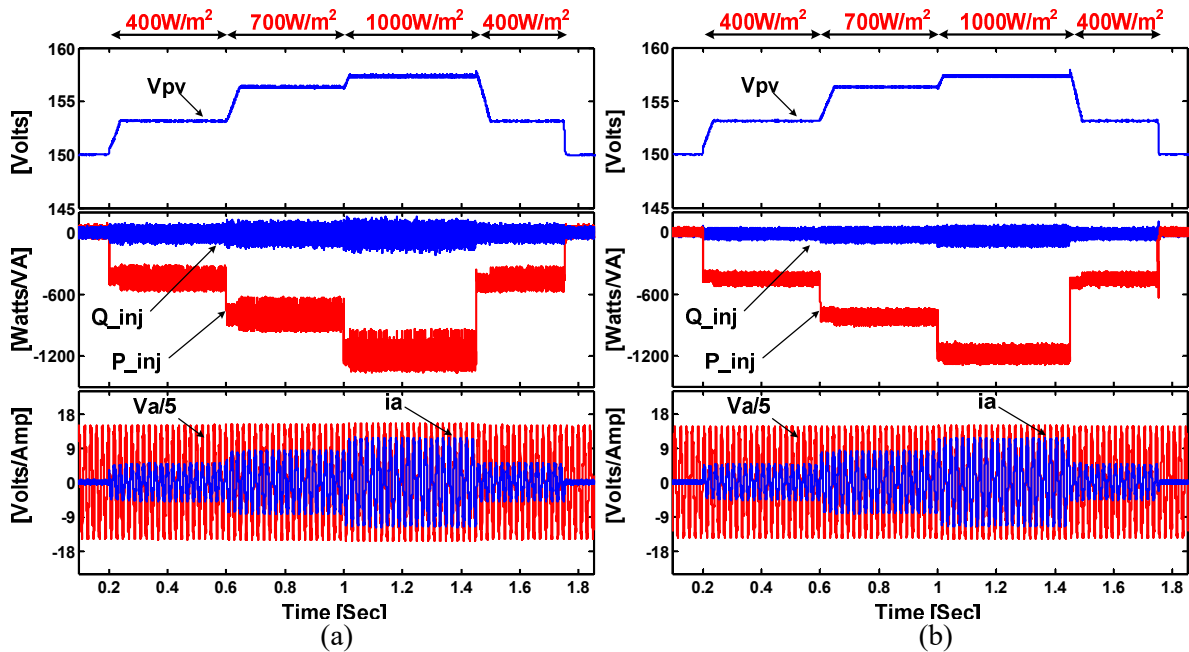 400W/m² 700W/m² 1000W/m² 400W/m²
160
155
150
145
[Volts]
Vpv
0
-600
-1200
[Watts/VA]
Q_inj
P_inj
18
9
0
-9
-18
[Volts/Amp]
Va/5
ia
0.2 0.4 0.6 0.8 1 1.2 1.4 1.6 1.8
Time [Sec]
(a)
400W/m² 700W/m² 1000W/m² 400W/m²
160
155
150
145
[Volts]
Vpv
0
-600
-1200
[Watts/VA]
Q_inj
P_inj
18
9
0
-9
-18
[Volts/Amp]
Va/5
ia
0.2 0.4 0.6 0.8 1 1.2 1.4 1.6 1.8
Time [Sec]
(b)